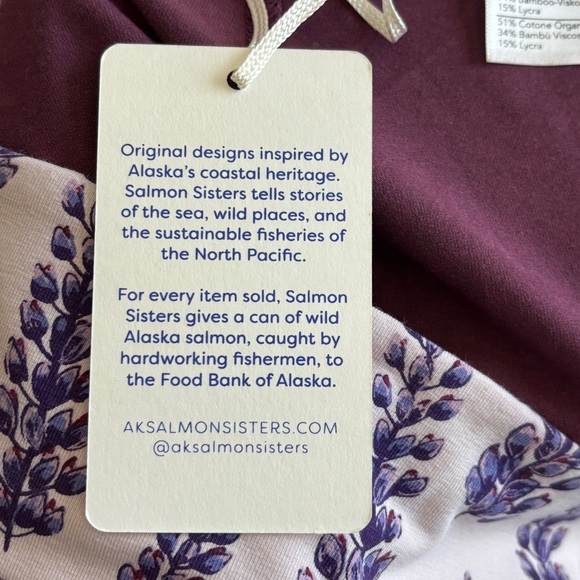 Original designs inspired by
Alaska's coastal heritage.
Salmon Sisters tells stories
of the sea, wild places, and
the sustainable fisheries of
the North Pacific.
For every item sold, Salmon
Sisters gives a can of wild
Alaska salmon, caught by
hardworking fishermen, to
the Food Bank of Alaska.
AKSALMONSISTERS.COM
@aksalmonsisters
15% Lycra
51% Cotone
34% Bambù
15% Lycra